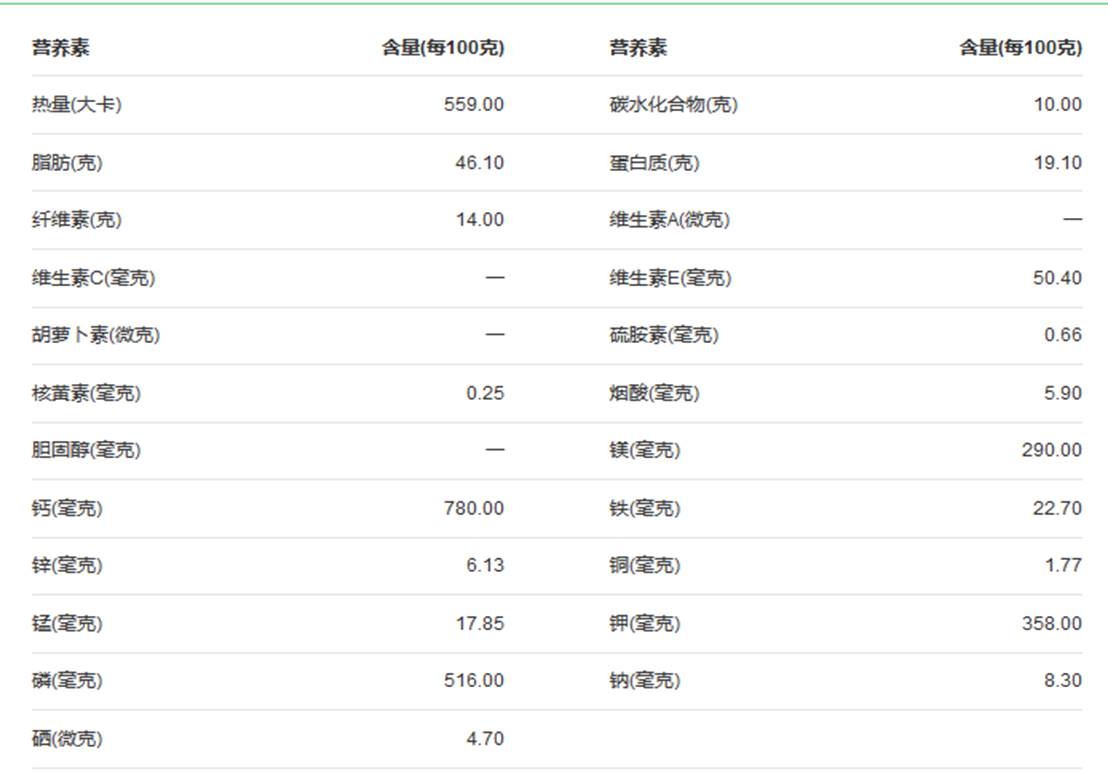 营养素 含量(每100克) 营养素 含量(每100克)
热量(大卡) 559.00 碳水化合物(克) 10.00
脂肪(克) 46.10 蛋白质(克) 19.10
纤维素(克) 14.00 维生素A(微克) —
维生素C(毫克) — 维生素E(毫克) 50.40
胡萝卜素(微克) — 硫胺素(毫克) 0.66
核黄素(毫克) 0.25 烟酸(毫克) 5.90
胆固醇(毫克) — 镁(毫克) 290.00
钙(毫克) 780.00 铁(毫克) 22.70
锌(毫克) 6.13 铜(毫克) 1.77
锰(毫克) 17.85 钾(毫克) 358.00
磷(毫克) 516.00 钠(毫克) 8.30
硒(微克) 4.70